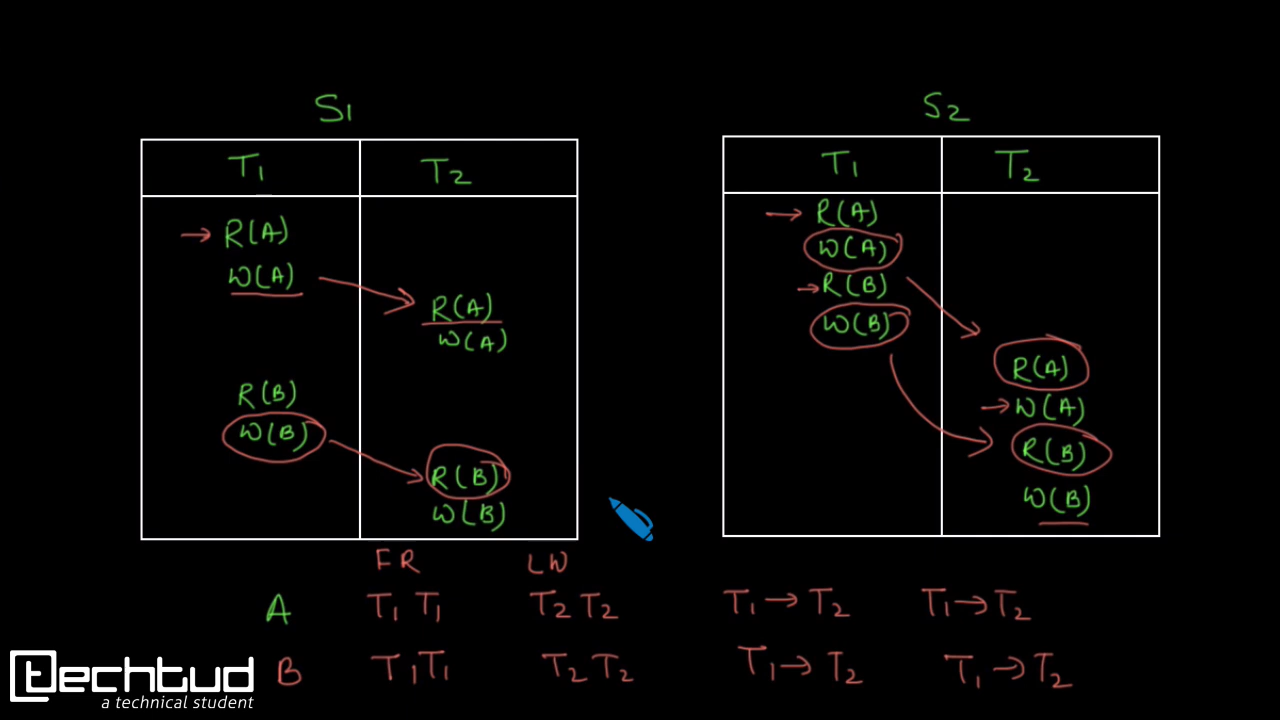 S1
T1 T2
R(A)
W(A)
R(A)
W(A)
R(B)
W(B)
R(B)
W(B)
S2
T1 T2
R(A)
W(A)
R(B)
W(B)
R(A)
W(A)
R(B)
W(B)
FR LW
A T1 T1 T2 T2 T1 → T2 T1 → T2
B T1 T1 T2 T2 T1 → T2 T1 → T2
techtud
a technical student